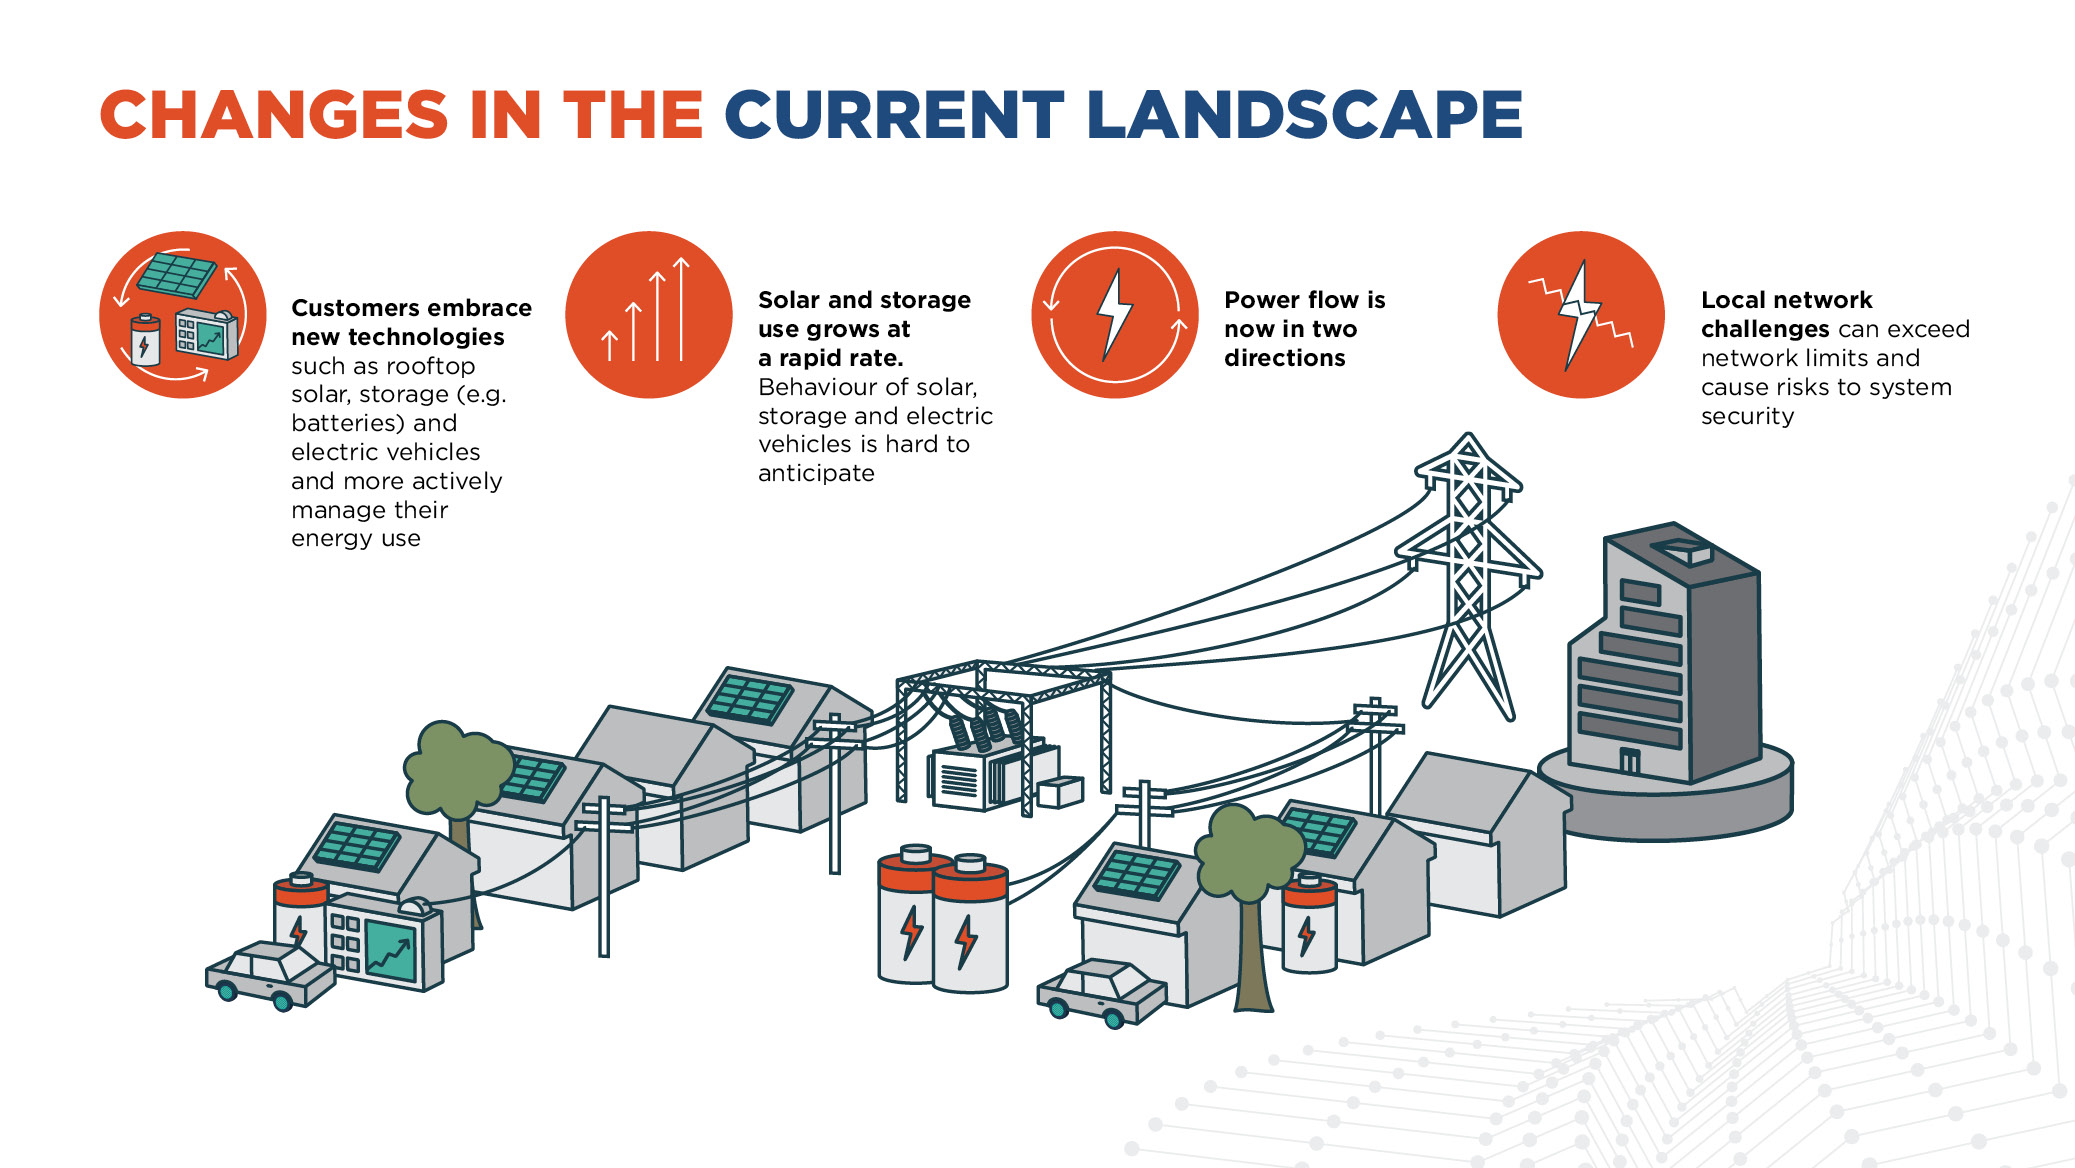 CHANGES IN THE CURRENT LANDSCAPE
Customers embrace
new technologies
such as rooftop
solar, storage (e.g.
batteries) and
electric vehicles
and more actively
manage their
energy use
Solar and storage
use grows at
a rapid rate.
Behaviour of solar,
storage and electric
vehicles is hard to
anticipate
Power flow is
now in two
directions
Local network
challenges can exceed
network limits and
cause risks to system
security